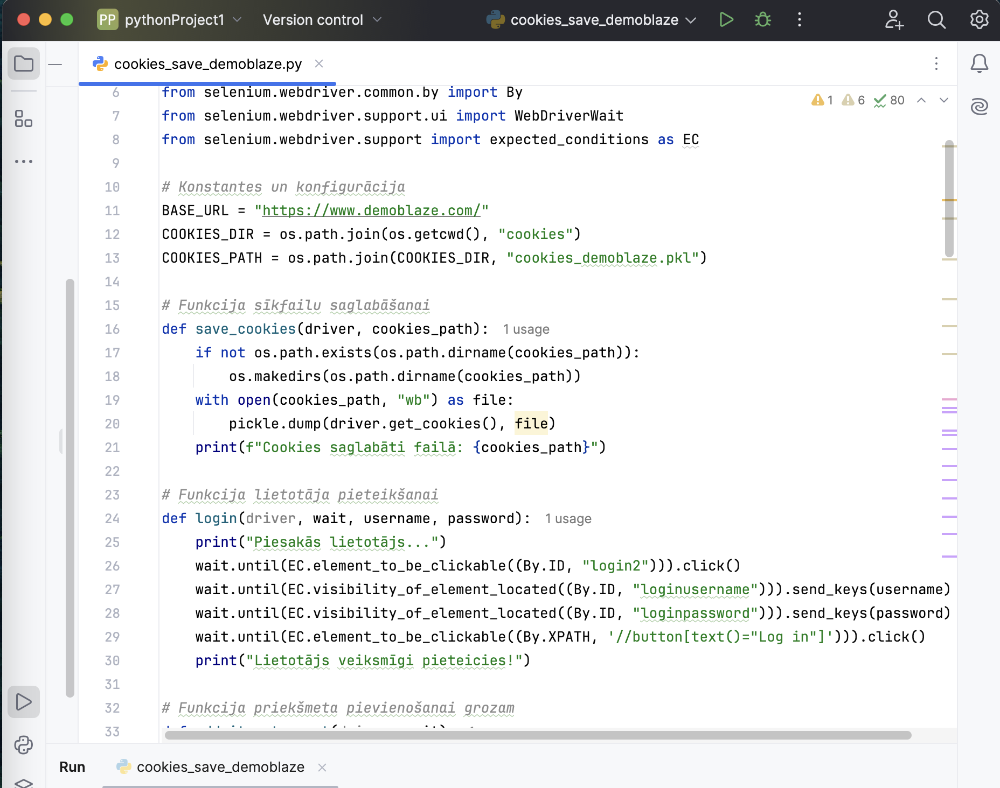 PP pythonProject1 Version control cookies_save_demoblaze
cookies_save_demoblaze.py
1 6 80
6 from selenium.webdriver.common.by import By
7 from selenium.webdriver.support.ui import WebDriverWait
8 from selenium.webdriver.support import expected_conditions as EC
9
10 # Konstantes un konfigurācija
11 BASE_URL = "https://www.demoblaze.com/"
12 COOKIES_DIR = os.path.join(os.getcwd(), "cookies")
13 COOKIES_PATH = os.path.join(COOKIES_DIR, "cookies_demoblaze.pkl")
14
15 # Funkcija sīkfailu saglabāšanai
16 def save_cookies(driver, cookies_path): 1 usage
17     if not os.path.exists(os.path.dirname(cookies_path)):
18         os.makedirs(os.path.dirname(cookies_path))
19     with open(cookies_path, "wb") as file:
20         pickle.dump(driver.get_cookies(), file)
21     print(f"Cookies saglabāti failā: {cookies_path}")
22
23 # Funkcija lietotāja pieteikšanai
24 def login(driver, wait, username, password): 1 usage
25     print("Piesakās lietotājs...")
26     wait.until(EC.element_to_be_clickable((By.ID, "login2"))).click()
27     wait.until(EC.visibility_of_element_located((By.ID, "loginusername"))).send_keys(username)
28     wait.until(EC.visibility_of_element_located((By.ID, "loginpassword"))).send_keys(password)
29     wait.until(EC.element_to_be_clickable((By.XPATH, '//button[text()="Log in"]'))).click()
30     print("Lietotājs veiksmīgi pieteicies!")
31
32 # Funkcija priekšmeta pievienošanai grozam
33
Run cookies_save_demoblaze